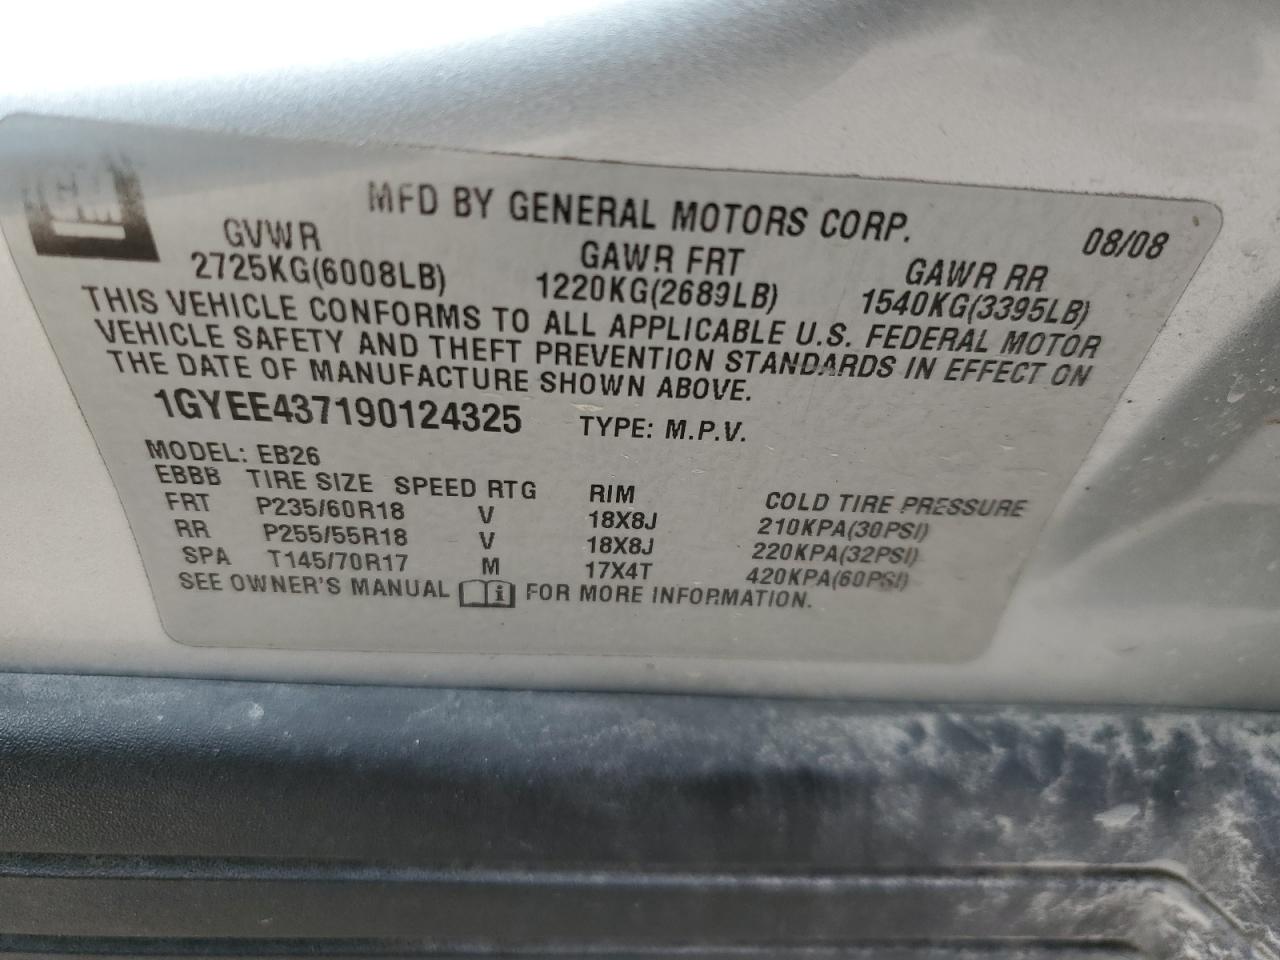 GM
MFD BY GENERAL MOTORS CORP. 08/08
GVWR GAWR FRT GAWR RR
2725KG(6008LB) 1220KG(2689LB) 1540KG(3395LB)
THIS VEHICLE CONFORMS TO ALL APPLICABLE U.S. FEDERAL MOTOR
VEHICLE SAFETY AND THEFT PREVENTION STANDARDS IN EFFECT ON
THE DATE OF MANUFACTURE SHOWN ABOVE.
1GYEE437190124325 TYPE: M.P.V.
MODEL: EB26
EBBB TIRE SIZE SPEED RTG RIM COLD TIRE PRESSURE
FRT P235/60R18 V 18X8J 210KPA(30PSI)
RR P255/55R18 V 18X8J 220KPA(32PSI)
SPA T145/70R17 M 17X4T 420KPA(60PSI)
SEE OWNER'S MANUAL i FOR MORE INFORMATION.